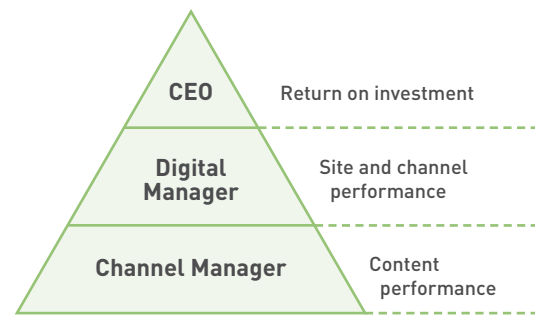 CEO
Return on investment
Digital
Manager
Site and channel
performance
Channel Manager
Content
performance